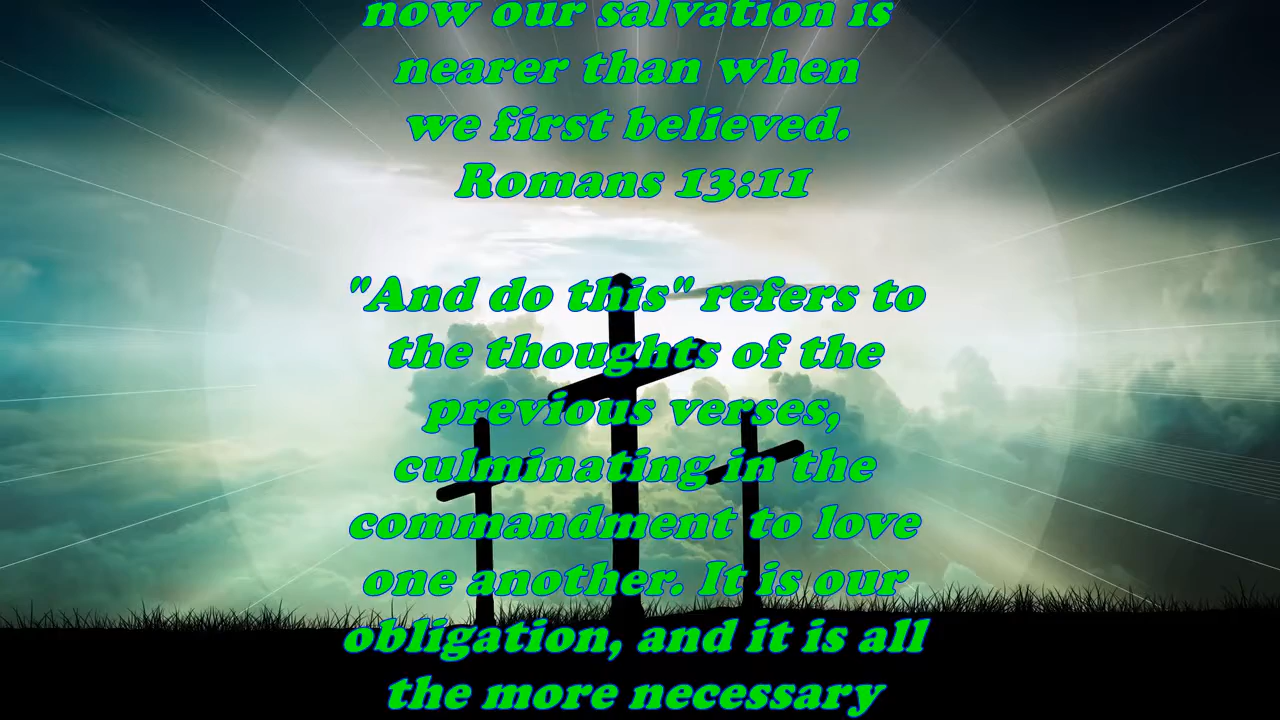 now our salvation is
nearer than when
we first believed.
Romans 13:11
"And do this" refers to
the thoughts of the
previous verses,
culminating in the
commandment to love
one another. It is our
obligation, and it is all
the more necessary